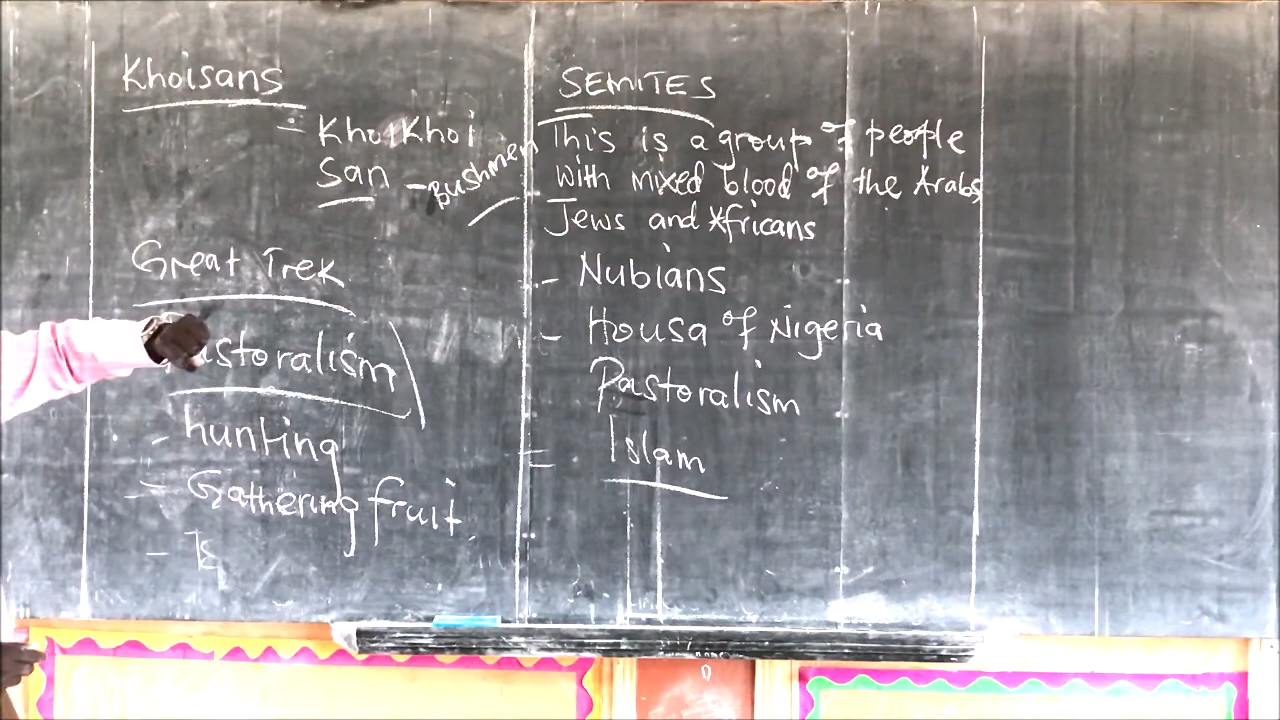 Khoisans
= KhoiKhoi
San - Bushmen
Great Trek
astoralism
- hunting
- Gathering fruit
SEMITES
This is a group of people
with mixed blood of the Arabs
Jews and Africans
- Nubians
- Housa of Nigeria
Pastoralism
= Islam